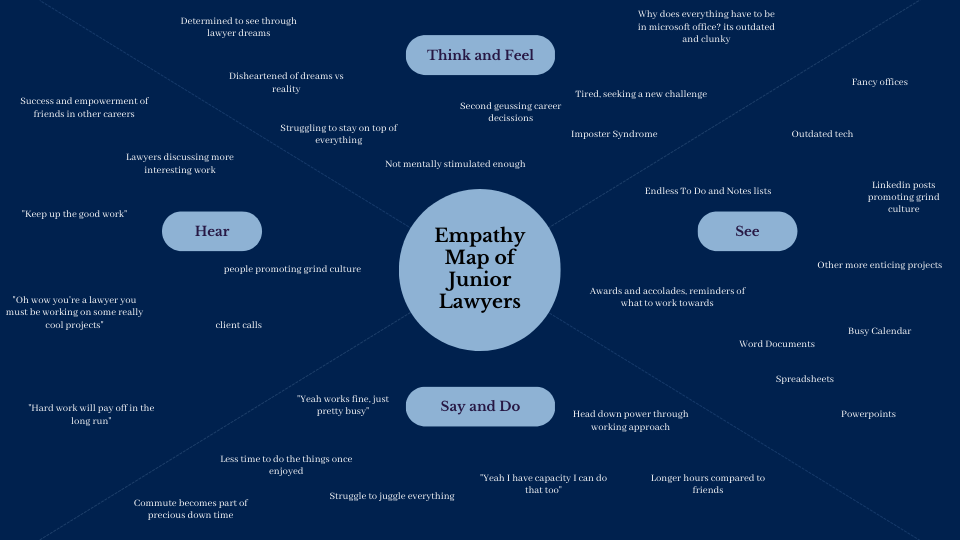 Determined to see through
lawyer dreams
Why does everything have to be
in microsoft office? its outdated
and clunky
Think and Feel
Disheartened of dreams vs
reality
Fancy offices
Success and empowerment of
friends in other careers
Second geussing career
decissions
Tired, seeking a new challenge
Struggling to stay on top of
everything
Imposter Syndrome
Outdated tech
Lawyers discussing more
interesting work
Not mentally stimulated enough
Endless To Do and Notes lists
Linkedin posts
promoting grind
culture
"Keep up the good work"
Hear
See
Empathy
Map of
Junior
Lawyers
people promoting grind culture
Other more enticing projects
"Oh wow you're a lawyer you
must be working on some really
cool projects"
client calls
Awards and accolades, reminders of
what to work towards
Busy Calendar
Word Documents
Spreadsheets
"Hard work will pay off in the
long run"
"Yeah works fine, just
pretty busy"
Say and Do
Head down power through
working approach
Powerpoints
Less time to do the things once
enjoyed
Struggle to juggle everything
"Yeah I have capacity I can do
that too"
Longer hours compared to
friends
Commute becomes part of
precious down time